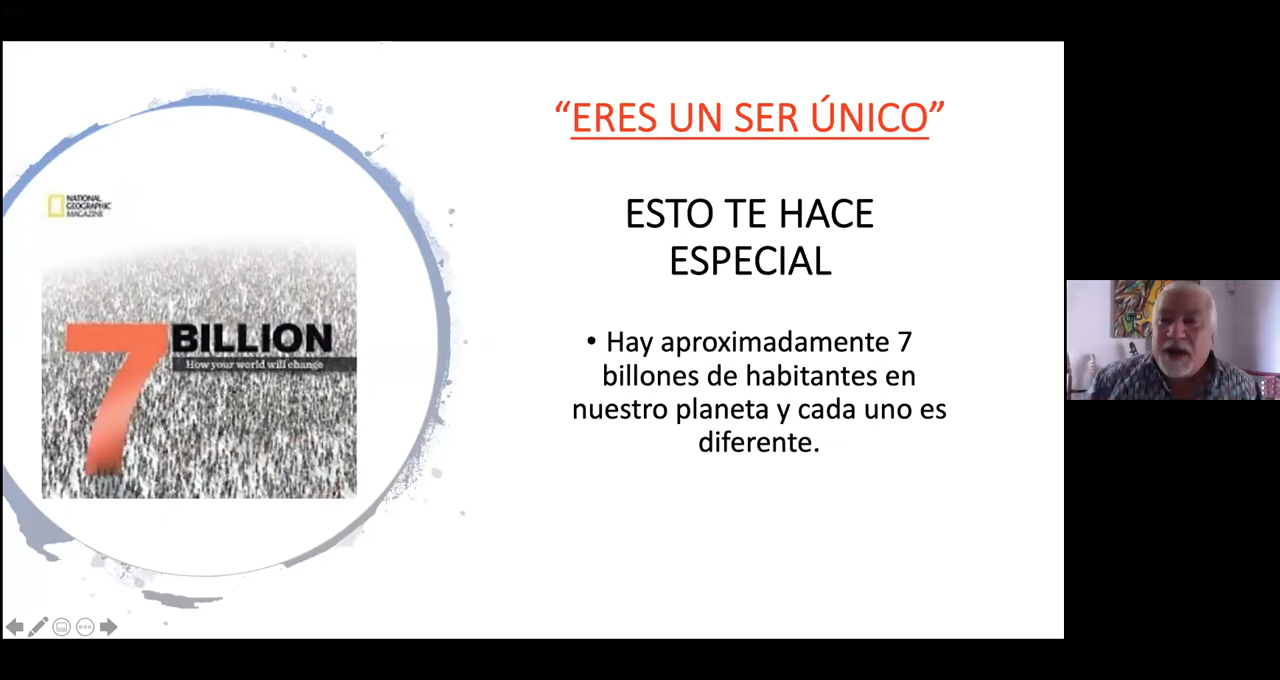 “ERES UN SER ÚNICO”
ESTO TE HACE
ESPECIAL
• Hay aproximadamente 7
billones de habitantes en
nuestro planeta y cada uno es
diferente.
NATIONAL
GEOGRAPHIC
MAGAZINE
7 BILLION
How your world will change